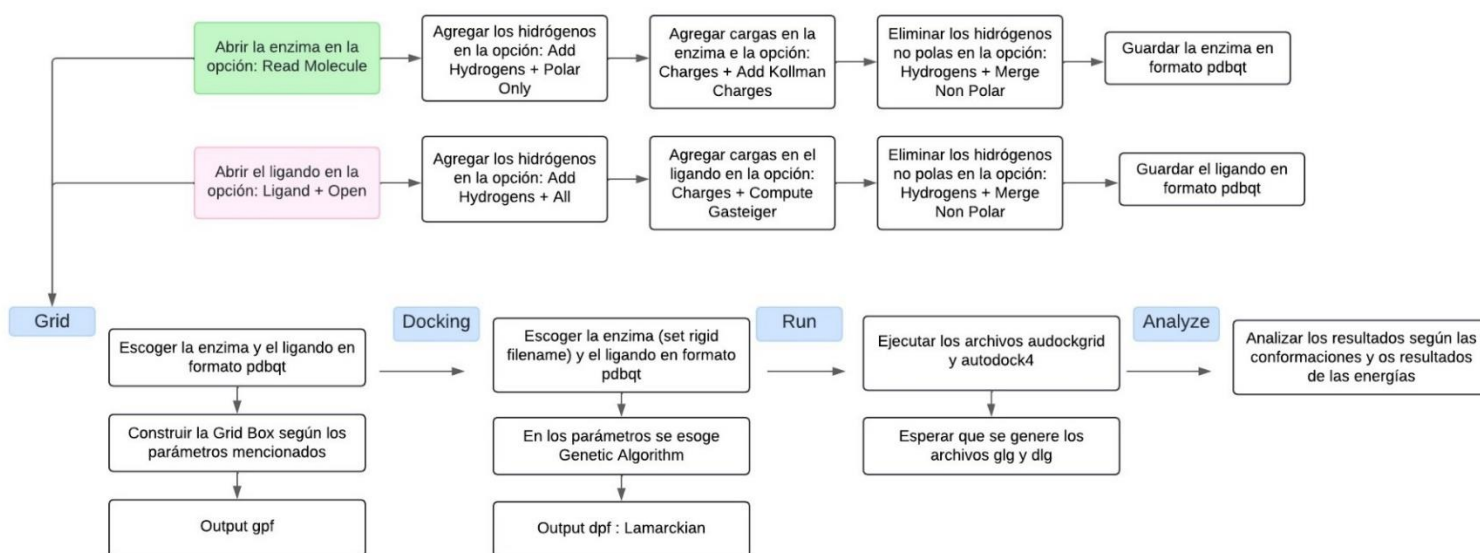 Abrir la enzima en la
opción: Read Molecule
Agregar los hidrógenos
en la opción: Add
Hydrogens + Polar
Only
Agregar cargas en la
enzima e la opción:
Charges + Add Kollman
Charges
Eliminar los hidrógenos
no polas en la opción:
Hydrogens + Merge
Non Polar
Guardar la enzima en
formato pdbqt
Abrir el ligando en la
opción: Ligand + Open
Agregar los hidrógenos
en la opción: Add
Hydrogens + All
Agregar cargas en el
ligando en la opción:
Charges + Compute
Gasteiger
Eliminar los hidrógenos
no polas en la opción:
Hydrogens + Merge
Non Polar
Guardar el ligando en
formato pdbqt
Grid
Escoger la enzima y el ligando en
formato pdbqt
Construir la Grid Box según los
parámetros mencionados
Output gpf
Docking
Escoger la enzima (set rigid
filename) y el ligando en formato
pdbqt
En los parámetros se esoge
Genetic Algorithm
Output dpf : Lamarckian
Run
Ejecutar los archivos audockgrid
y autodock4
Esperar que se genere los
archivos glg y dlg
Analyze
Analizar los resultados según las
conformaciones y os resultados
de las energías